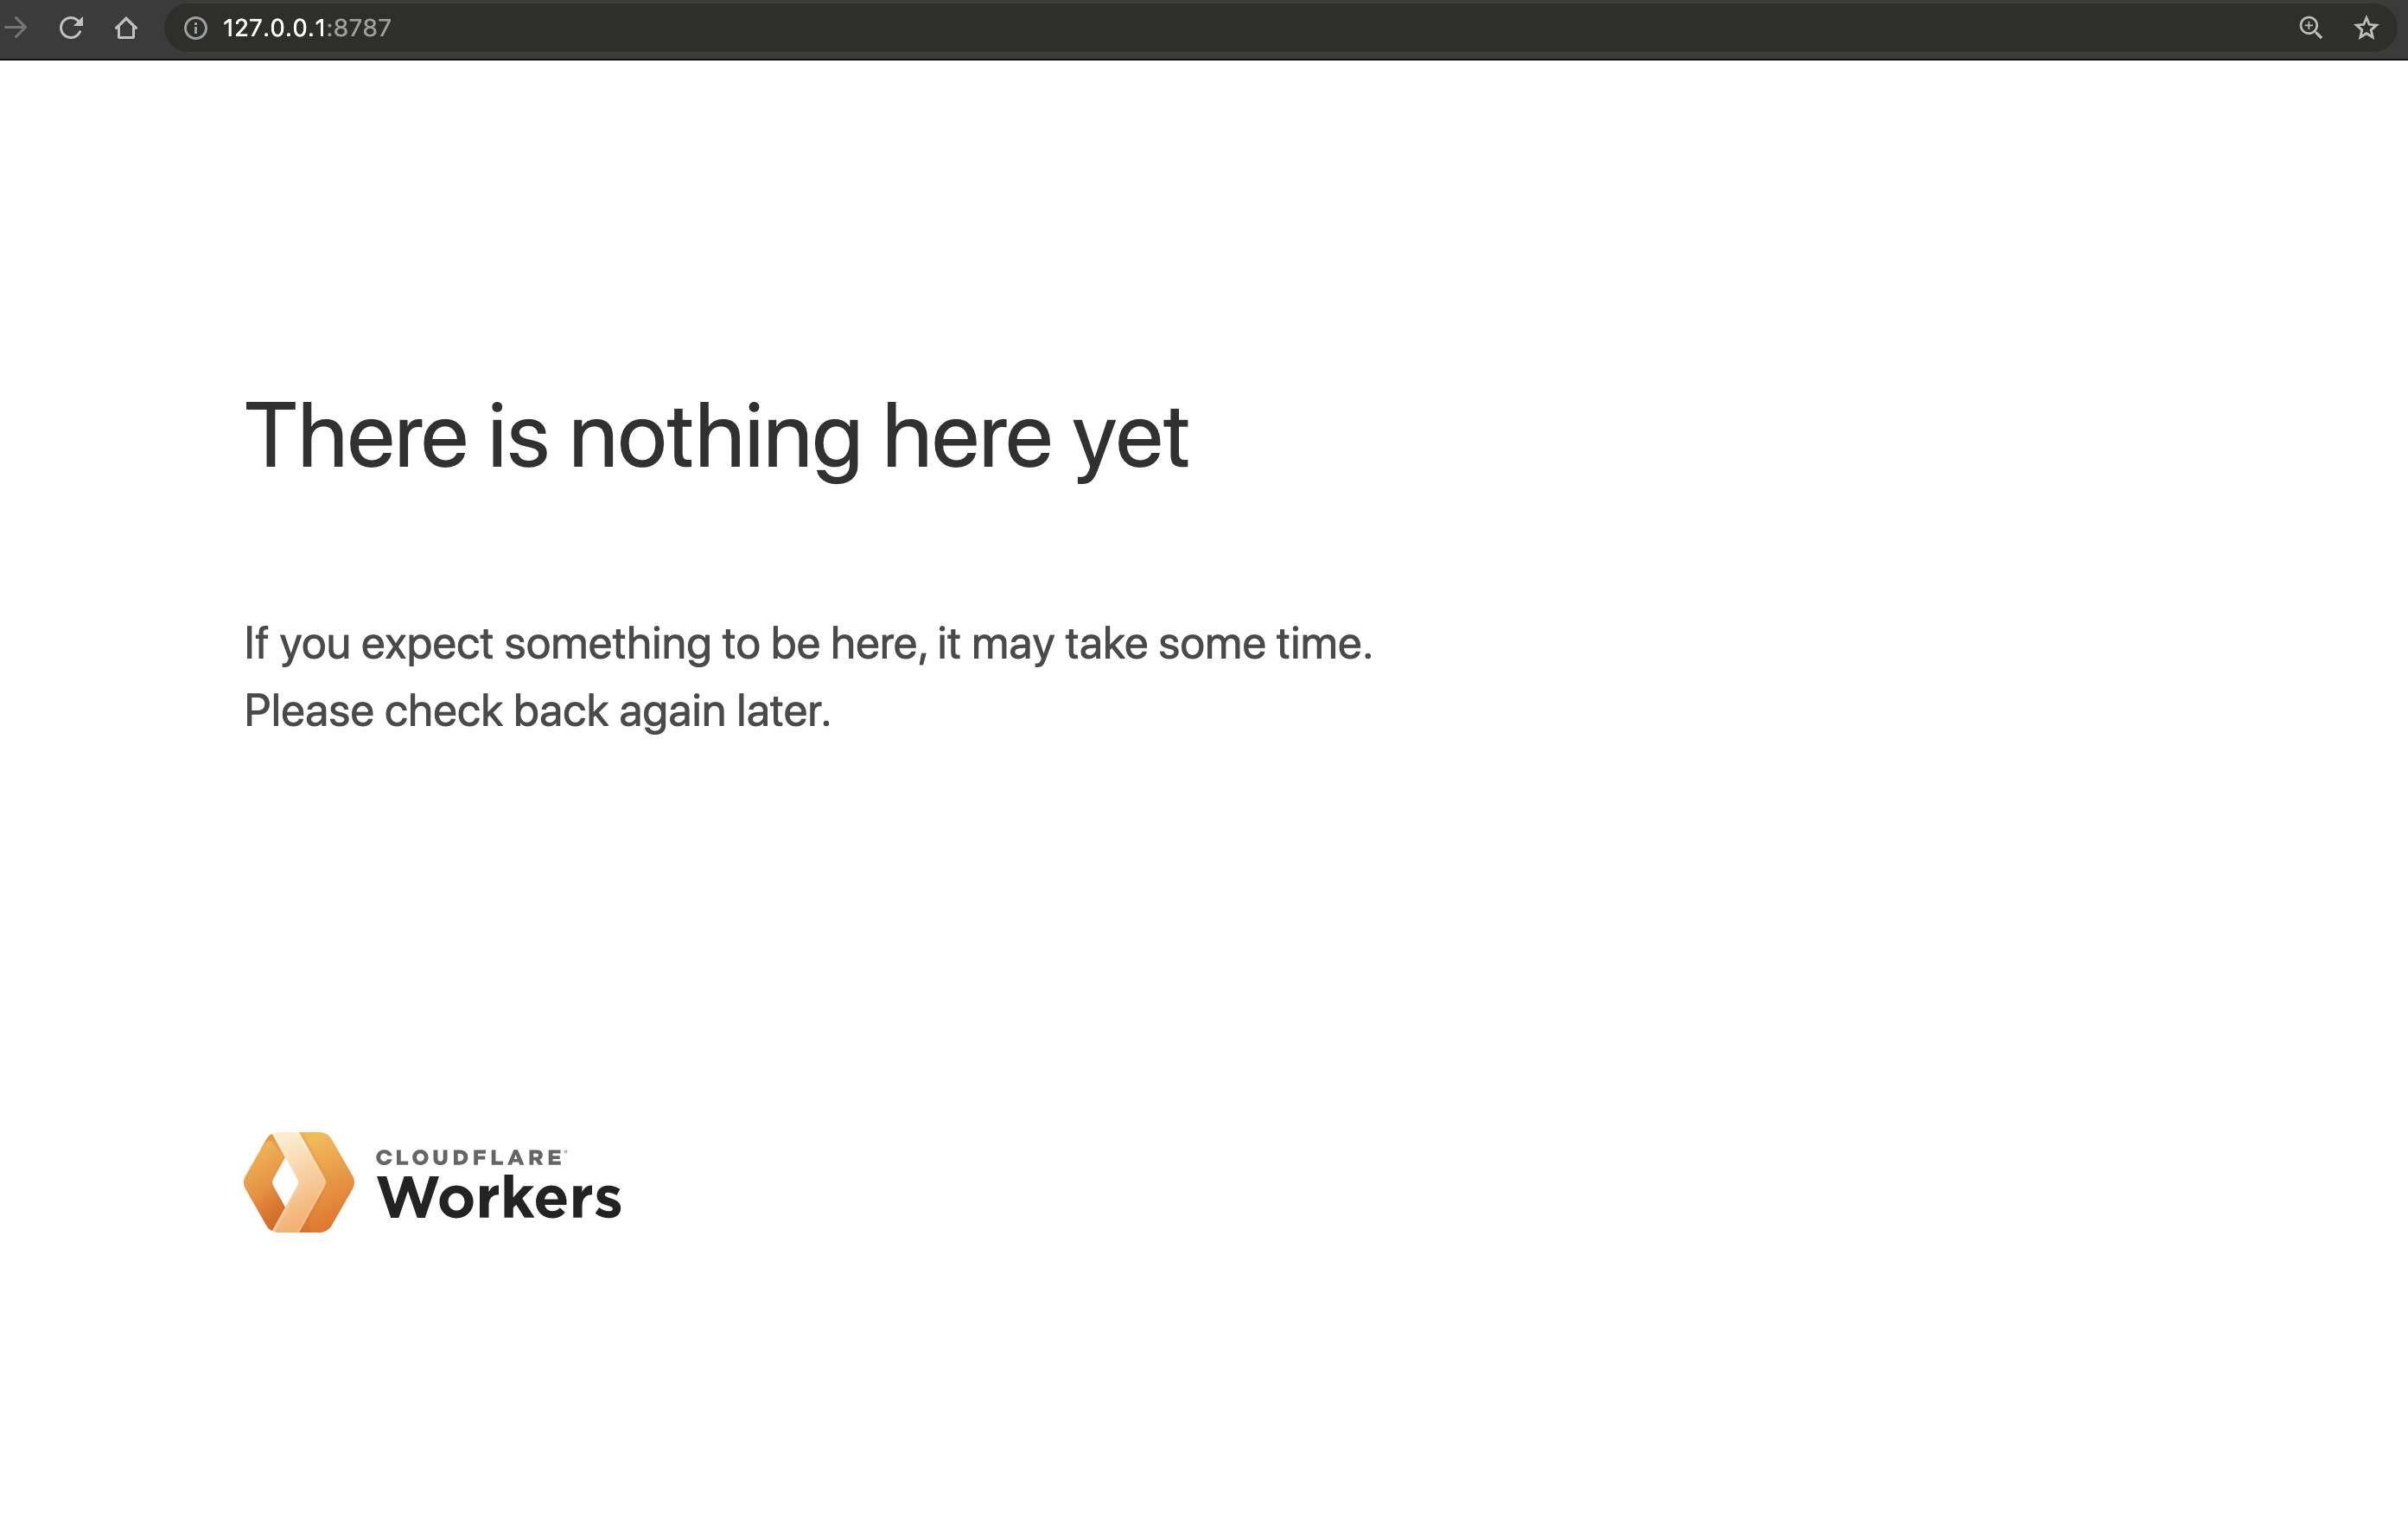 127.0.0.1:8787
There is nothing here yet
If you expect something to be here, it may take some time.
Please check back again later.
CLOUDFLARE
Workers